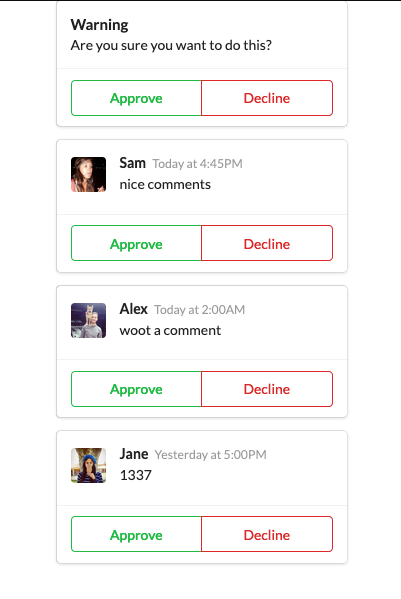 Warning
Are you sure you want to do this?
Approve Decline
Sam Today at 4:45PM
nice comments
Approve Decline
Alex Today at 2:00AM
woot a comment
Approve Decline
Jane Yesterday at 5:00PM
1337
Approve Decline